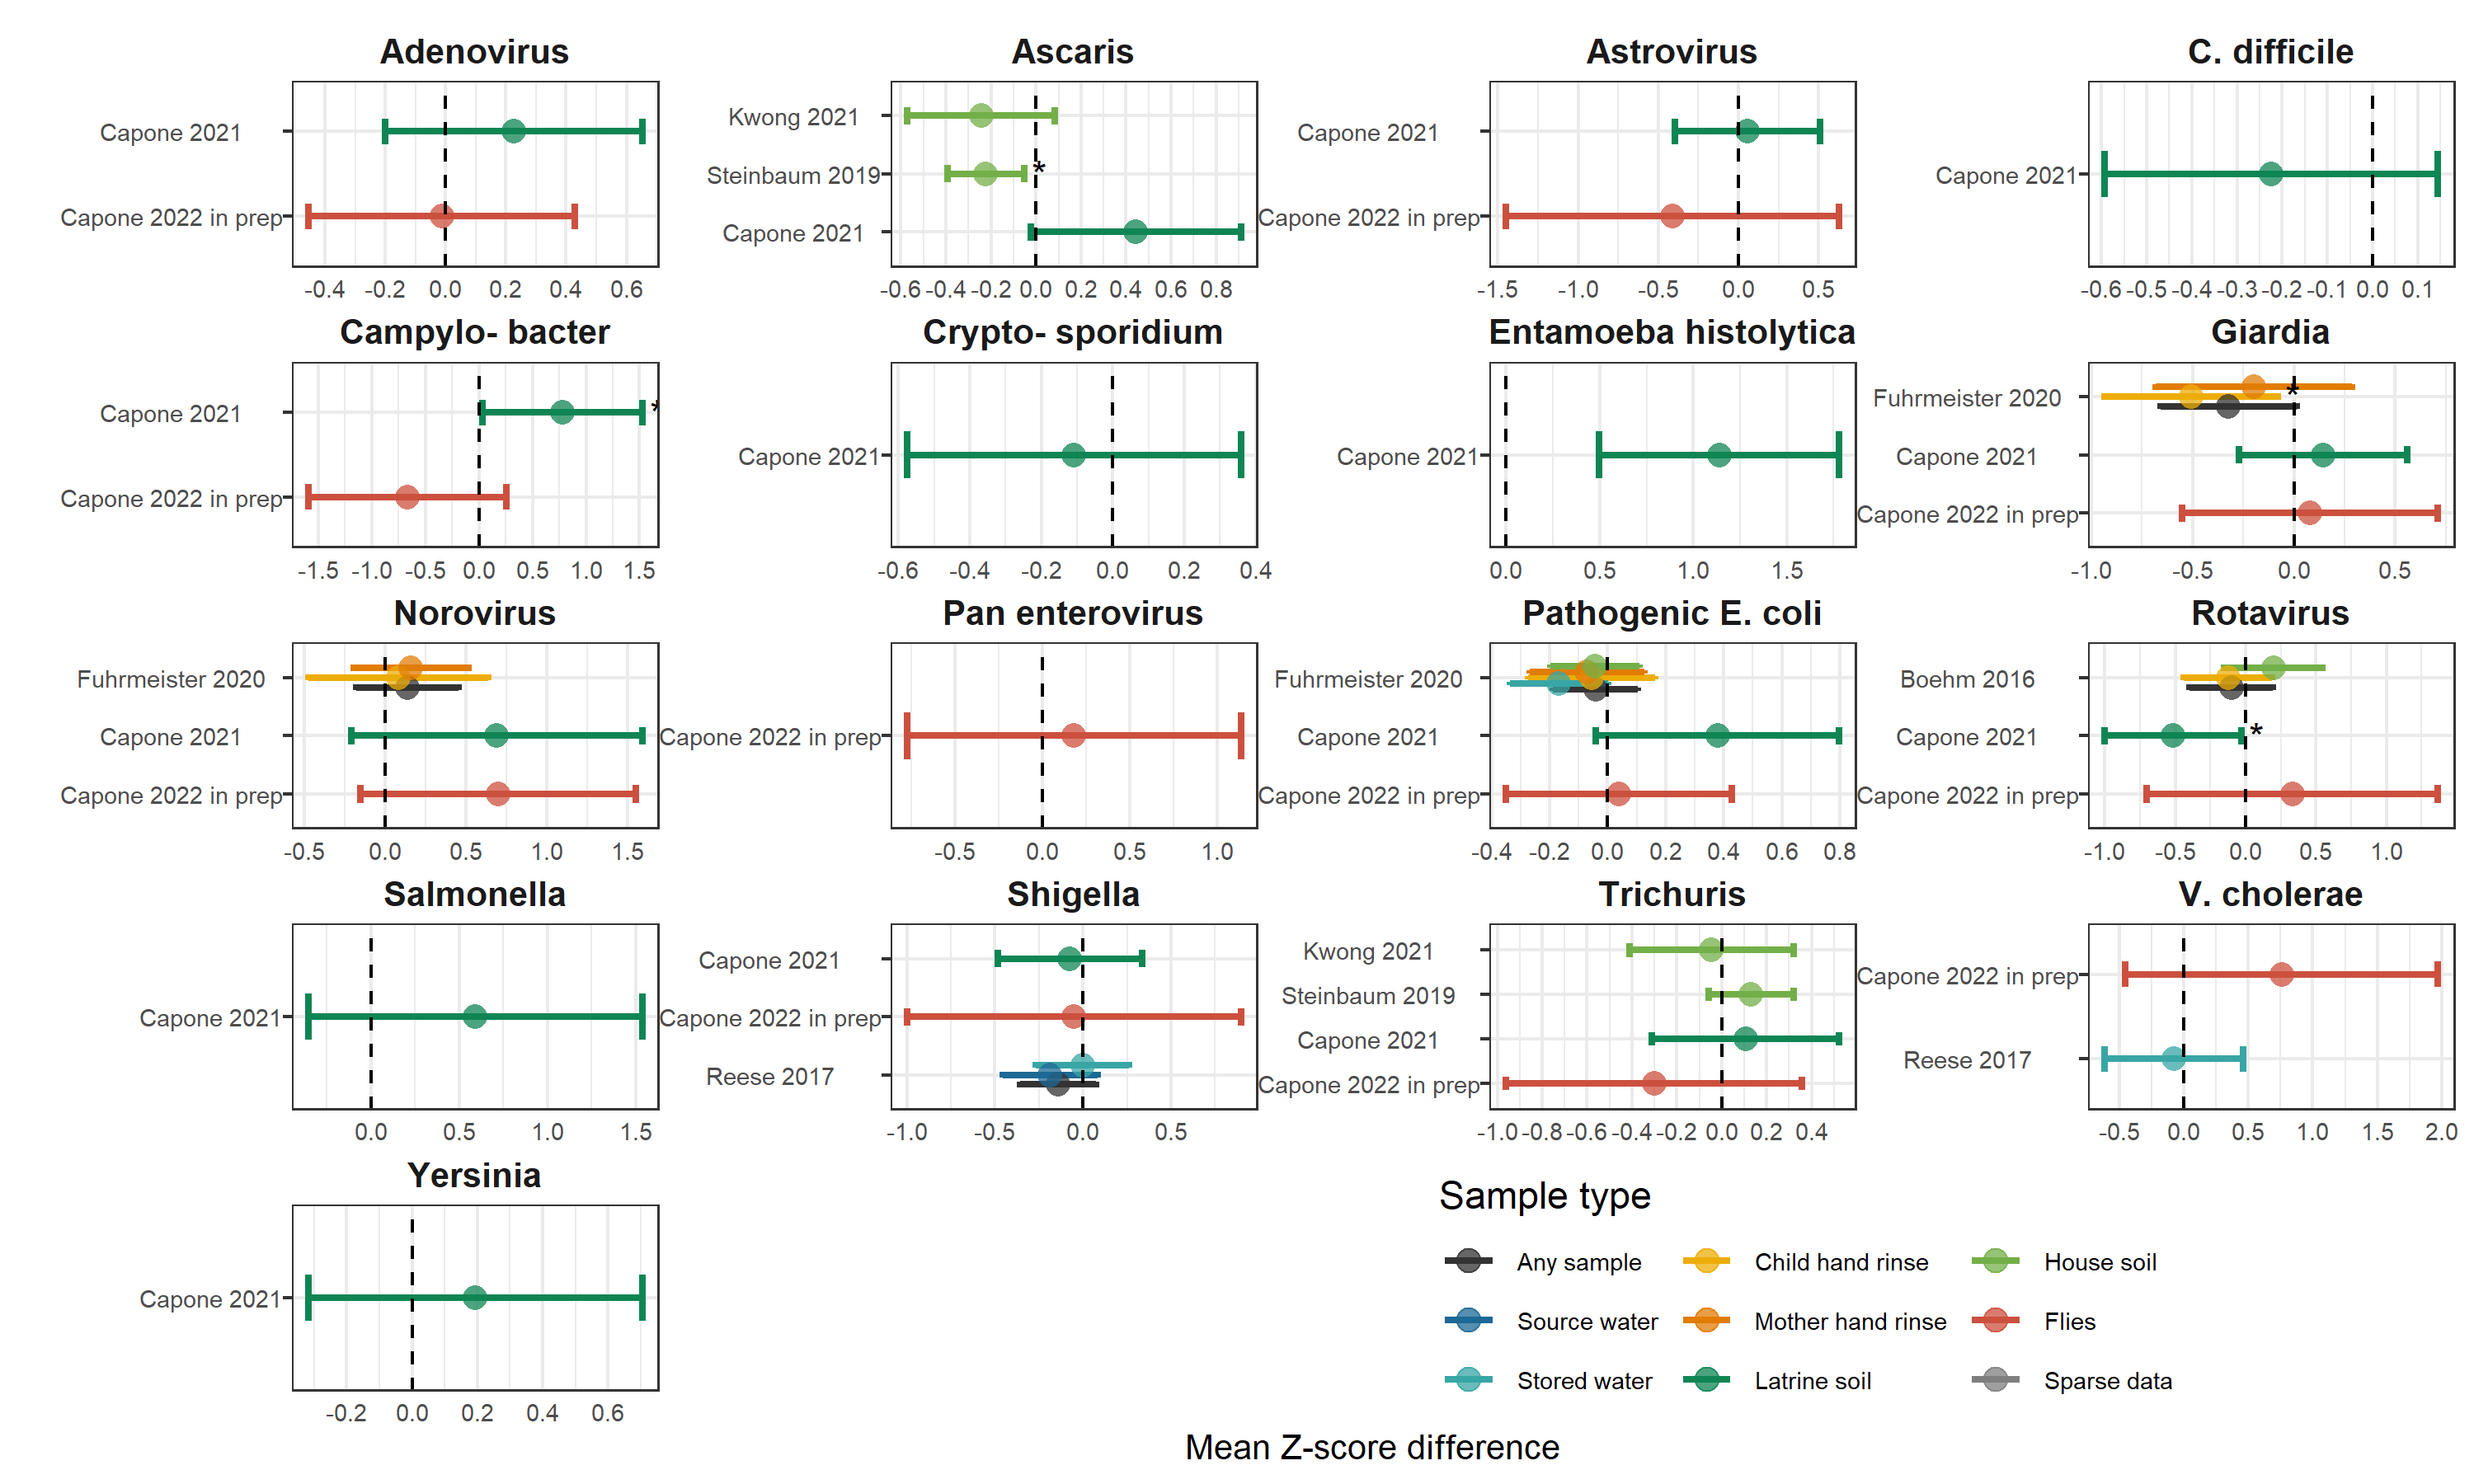 Adenovirus
Capone 2021
Capone 2022 in prep
-0.4 -0.2 0.0 0.2 0.4 0.6
Ascaris
Kwong 2021
Steinbaum 2019
*
Capone 2021
-0.6 -0.4 -0.2 0.0 0.2 0.4 0.6 0.8
Astrovirus
Capone 2021
Capone 2022 in prep
-1.5 -1.0 -0.5 0.0 0.5
C. difficile
Capone 2021
-0.6 -0.5 -0.4 -0.3 -0.2 -0.1 0.0 0.1
Campylo- bacter
Capone 2021
*
Capone 2022 in prep
-1.5 -1.0 -0.5 0.0 0.5 1.0 1.5
Crypto- sporidium
Capone 2021
-0.6 -0.4 -0.2 0.0 0.2 0.4
Entamoeba histolytica
Capone 2021
0.0 0.5 1.0 1.5
Giardia
Fuhrmeister 2020
*
Capone 2021
Capone 2022 in prep
-1.0 -0.5 0.0 0.5
Norovirus
Fuhrmeister 2020
Capone 2021
Capone 2022 in prep
-0.5 0.0 0.5 1.0 1.5
Pan enterovirus
Capone 2022 in prep
-0.5 0.0 0.5 1.0
Pathogenic E. coli
Fuhrmeister 2020
Capone 2021
Capone 2022 in prep
-0.4 -0.2 0.0 0.2 0.4 0.6 0.8
Rotavirus
Boehm 2016
Capone 2021
*
Capone 2022 in prep
-1.0 -0.5 0.0 0.5 1.0
Salmonella
Capone 2021
0.0 0.5 1.0 1.5
Shigella
Capone 2021
Capone 2022 in prep
Reese 2017
-1.0 -0.5 0.0 0.5
Trichuris
Kwong 2021
Steinbaum 2019
Capone 2021
Capone 2022 in prep
-1.0 -0.8 -0.6 -0.4 -0.2 0.0 0.2 0.4
V. cholerae
Capone 2022 in prep
Reese 2017
-0.5 0.0 0.5 1.0 1.5 2.0
Yersinia
Capone 2021
-0.2 0.0 0.2 0.4 0.6
Sample type
Any sample Child hand rinse House soil
Source water Mother hand rinse Flies
Stored water Latrine soil Sparse data
Mean Z-score difference